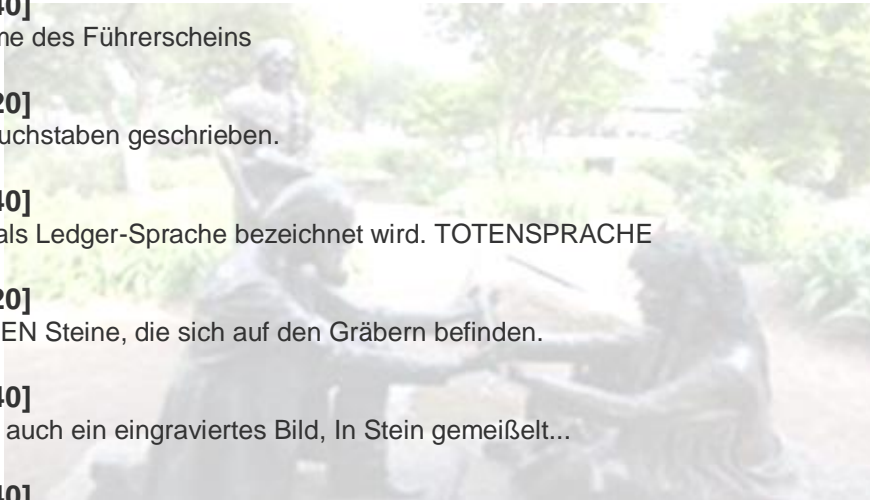 40]
me des Führerscheins
20]
uchstaben geschrieben.
40]
als Ledger-Sprache bezeichnet wird. TOTENSPRACHE
20]
EN Steine, die sich auf den Gräbern befinden.
40]
auch ein eingraviertes Bild, In Stein gemeißelt...
40]